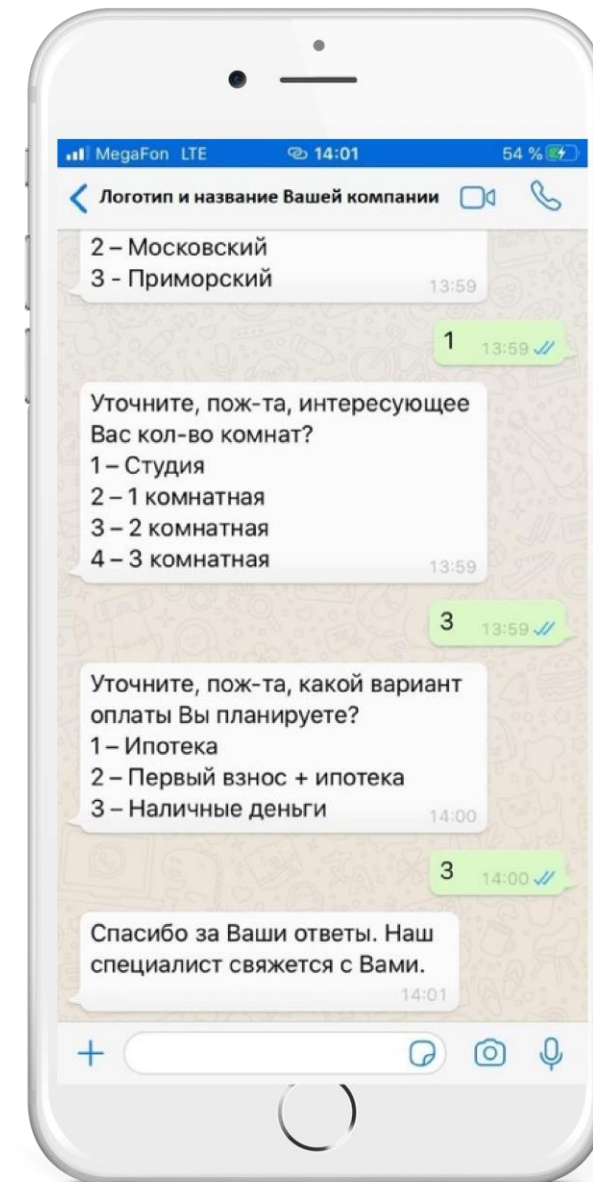 MegaFon LTE 14:01 54 %
Логотип и название Вашей компании
2 – Московский
3 - Приморский
13:59
1 13:59
Уточните, пож-та, интересующее
Вас кол-во комнат?
1 – Студия
2 – 1 комнатная
3 – 2 комнатная
4 – 3 комнатная
13:59
3 13:59
Уточните, пож-та, какой вариант
оплаты Вы планируете?
1 – Ипотека
2 – Первый взнос + ипотека
3 – Наличные деньги
14:00
3 14:00
Спасибо за Ваши ответы. Наш
специалист свяжется с Вами.
14:01